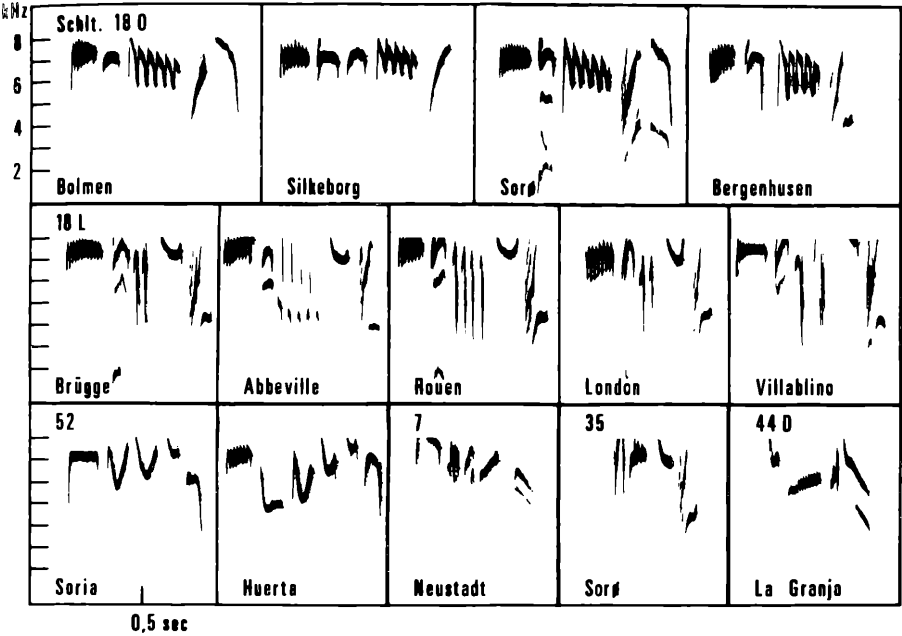 kHz
Schlt. 18 O
8
6
4
2
Bolmen
Silkeborg
Sorø
Bergenhusen
18 L
Brügge
Abbeville
Rouen
London
Villablino
52
7
35
44 D
Soria
Huerta
Neustadt
Sorø
La Granja
0,5 sec